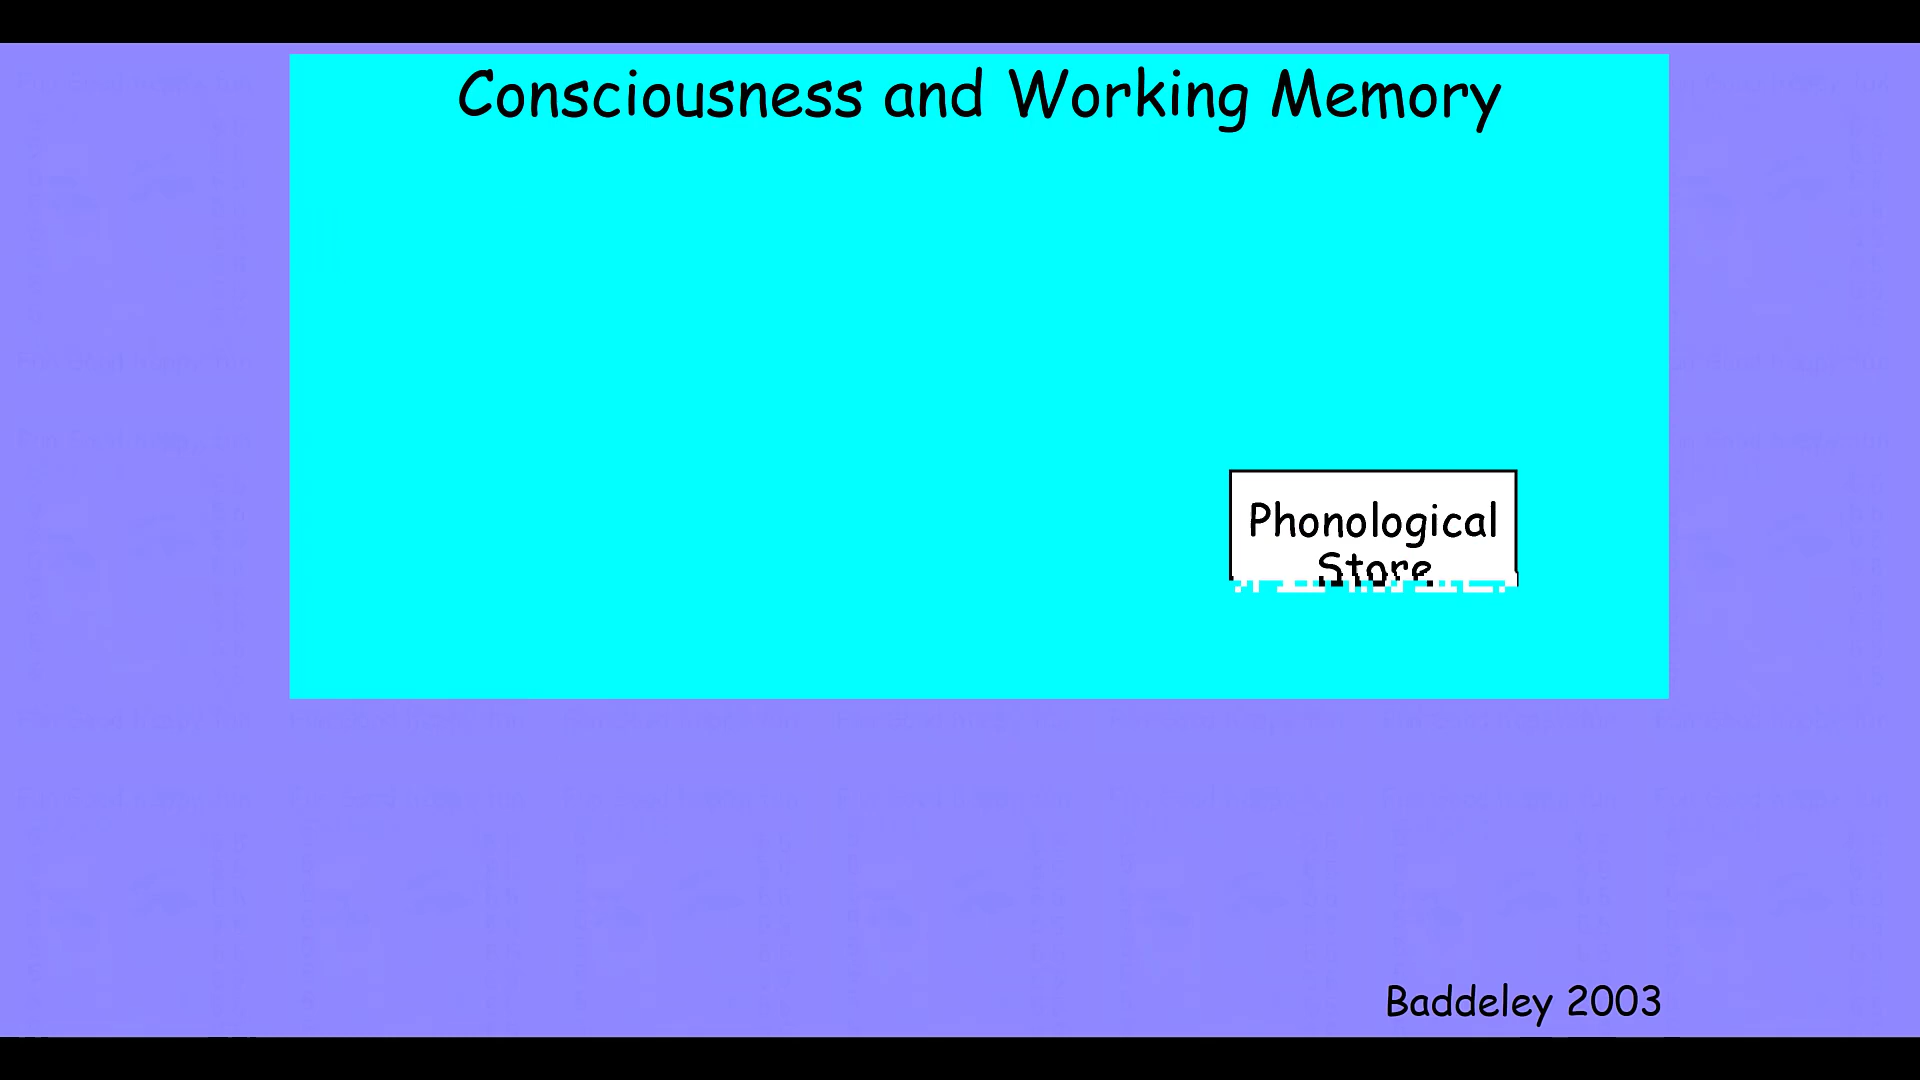 Consciousness and Working Memory
Phonological
Store
Baddeley 2003